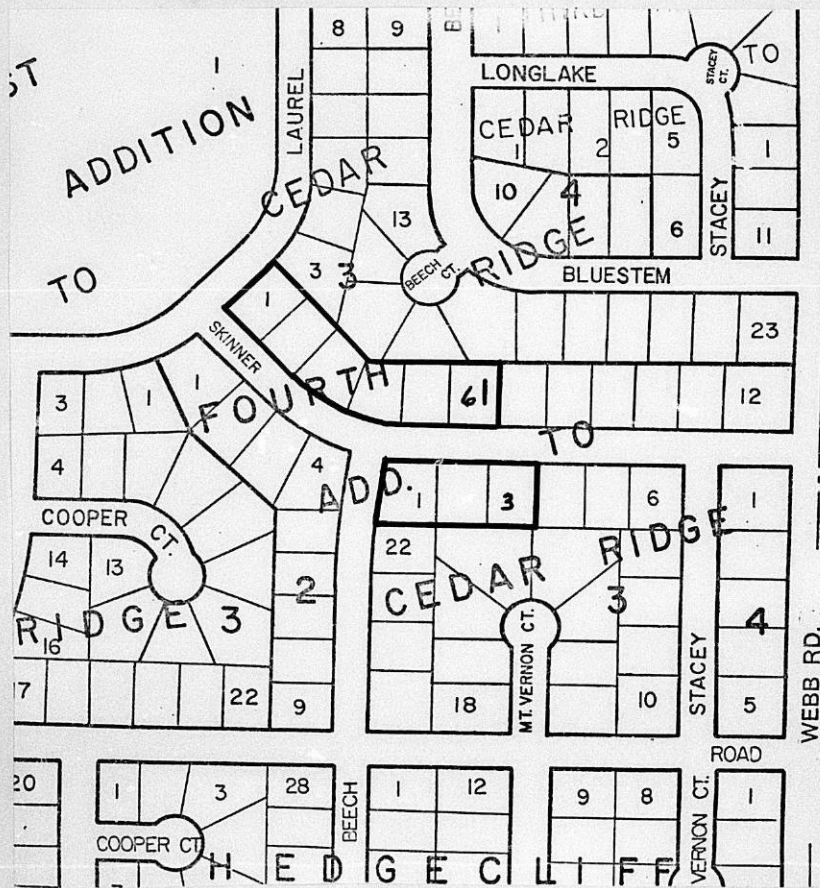 8 9
1
LONGLAKE
STACEY CT.
TO
ST
ADDITION
LAUREL
CEDAR RIDGE
1 2 5
1
CEDAR
10 4
6
STACEY
11
13
RIDGE
TO
3 3
BEECH CT.
BLUESTEM
1
SKINNER
23
3 1 1
FOURTH
61
12
TO
4
4
ADD.
1 3 6 1
COOPER CT.
14 13
22
CEDAR RIDGE
2
3
RIDGE 3
16
MT. VERNON CT.
STACEY
4
WEBB RD.
17 22 9
18 10 5
ROAD
20
1 3 28
BEECH
1 12
9 8
VERNON CT.
1
COOPER CT
HEDGECLIFF